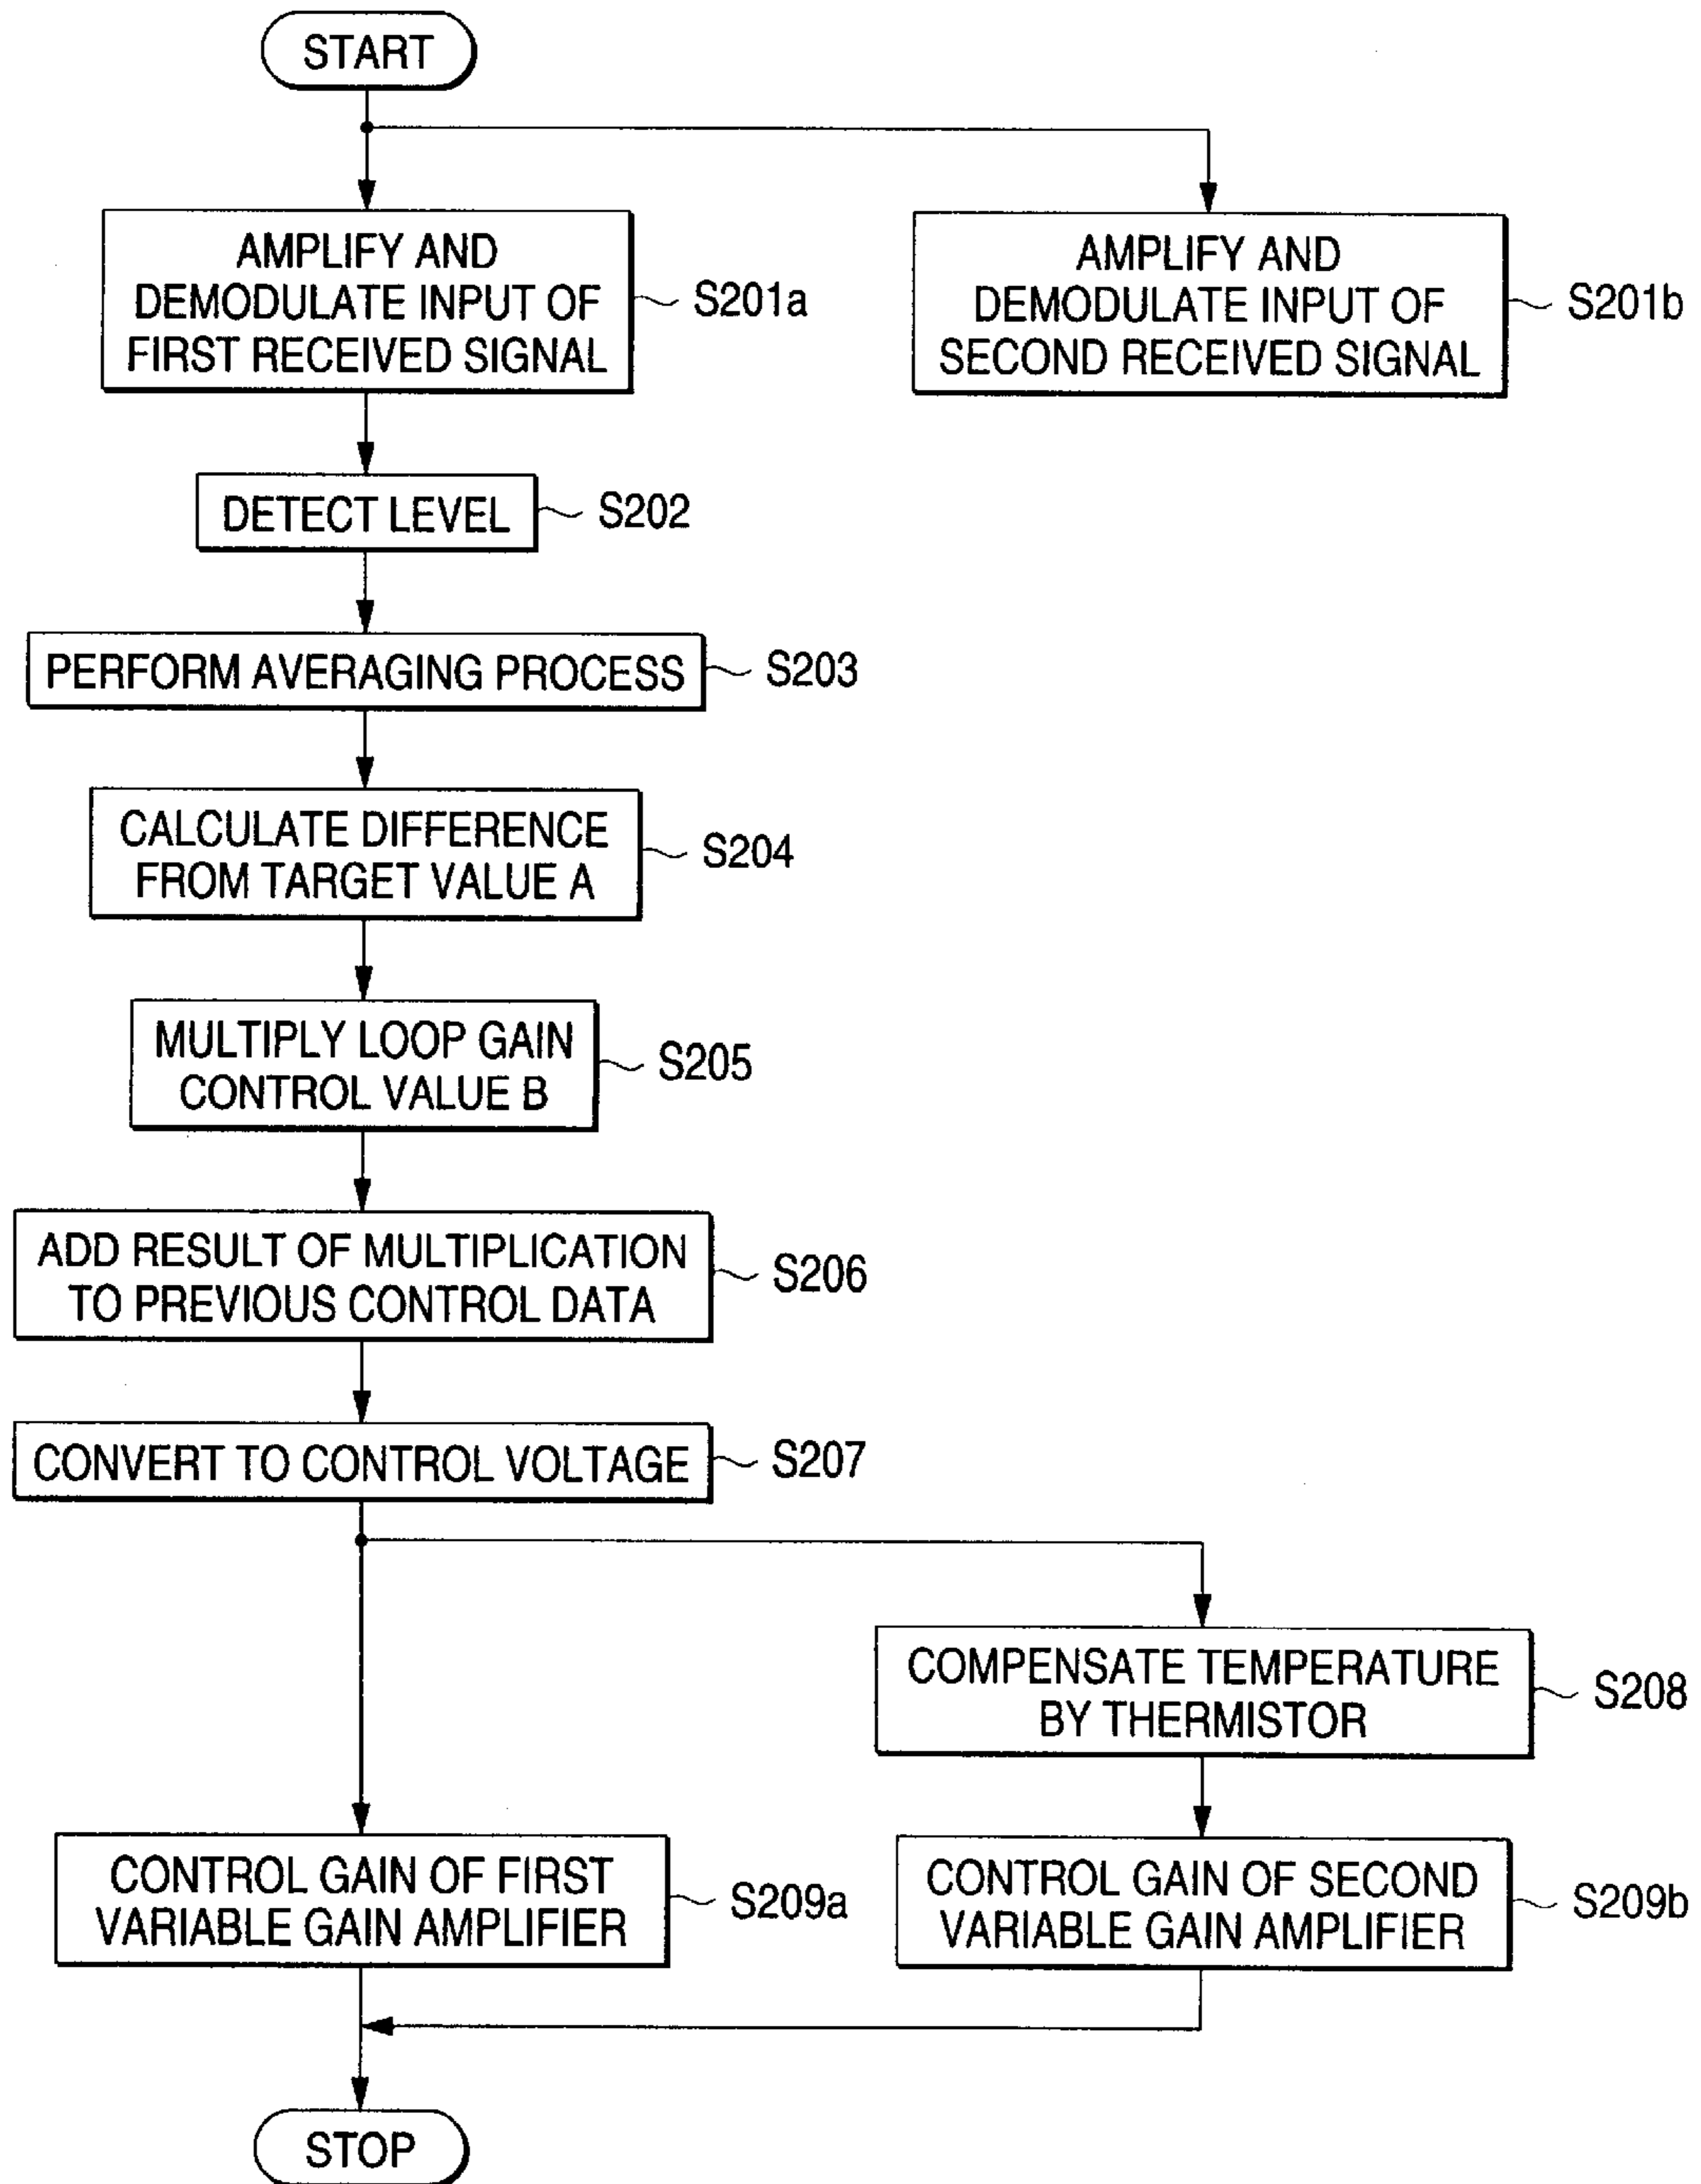 START
AMPLIFY AND
DEMODULATE INPUT OF
FIRST RECEIVED SIGNAL
S201a
AMPLIFY AND
DEMODULATE INPUT OF
SECOND RECEIVED SIGNAL
S201b
DETECT LEVEL
S202
PERFORM AVERAGING PROCESS
S203
CALCULATE DIFFERENCE
FROM TARGET VALUE A
S204
MULTIPLY LOOP GAIN
CONTROL VALUE B
S205
ADD RESULT OF MULTIPLICATION
TO PREVIOUS CONTROL DATA
S206
CONVERT TO CONTROL VOLTAGE
S207
COMPENSATE TEMPERATURE
BY THERMISTOR
S208
CONTROL GAIN OF FIRST
VARIABLE GAIN AMPLIFIER
S209a
CONTROL GAIN OF SECOND
VARIABLE GAIN AMPLIFIER
S209b
STOP